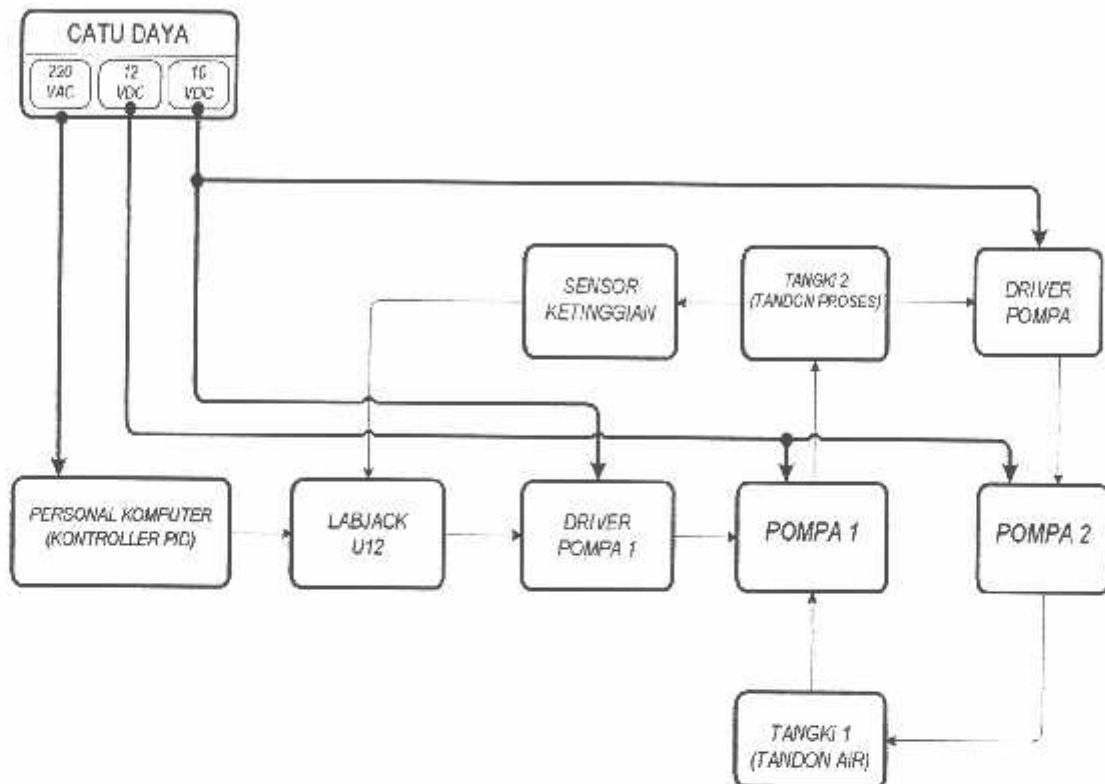 CATU DAYA
220
VAC
12
VDC
10
VDC
SENSOR
KETINGGIAN
TANGKI 2
(TANDON PROSES)
DRIVER
POMPA
PERSONAL KOMPUTER
(KONTROLLER PID)
LABJACK
U12
DRIVER
POMPA 1
POMPA 1
POMPA 2
TANGKI 1
(TANDON AIR)